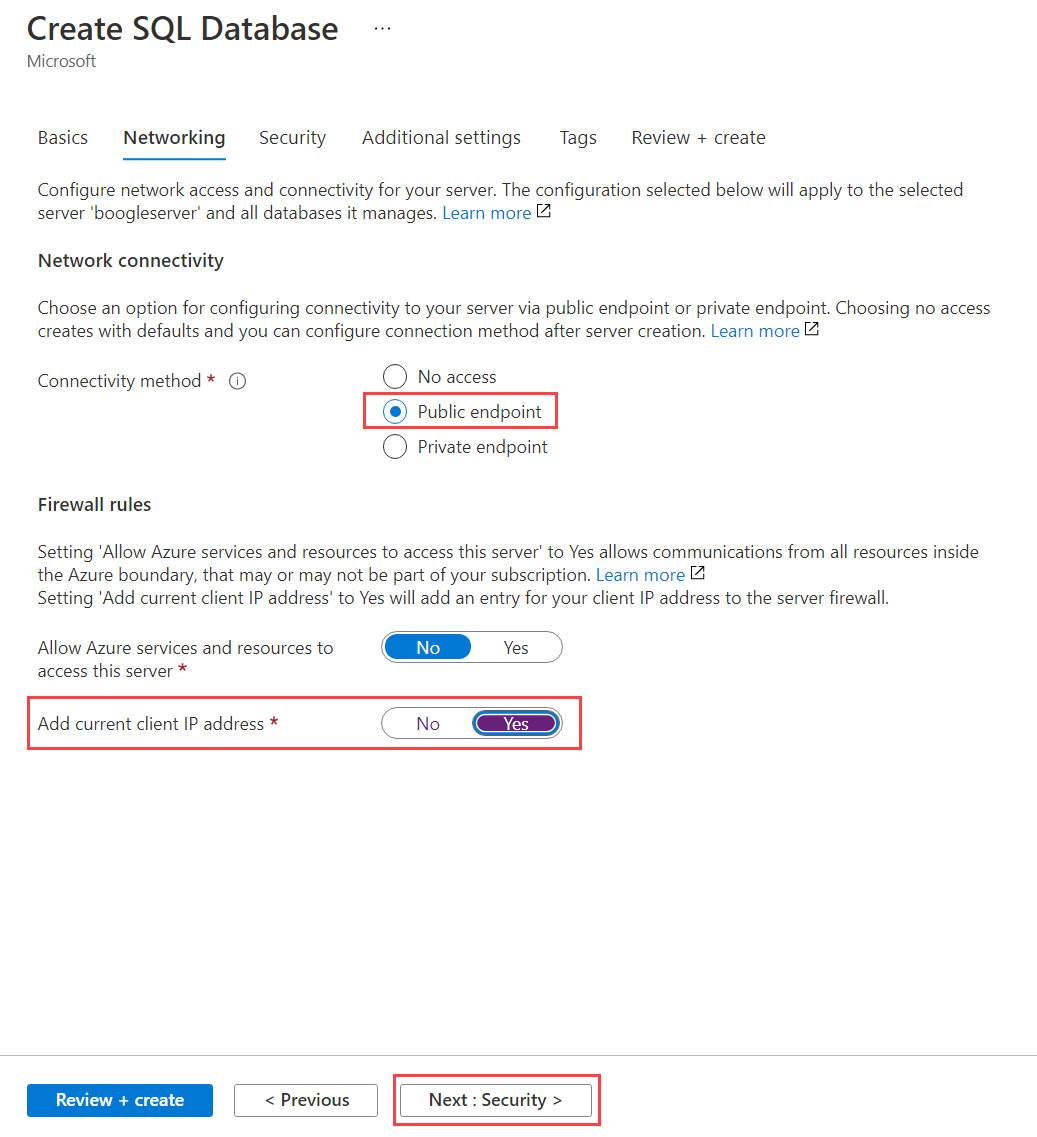 Create SQL Database ...
Microsoft
Basics Networking Security Additional settings Tags Review + create
Configure network access and connectivity for your server. The configuration selected below will apply to the selected
server 'boogleserver' and all databases it manages. Learn more
Network connectivity
Choose an option for configuring connectivity to your server via public endpoint or private endpoint. Choosing no access
creates with defaults and you can configure connection method after server creation. Learn more
Connectivity method *
No access
Public endpoint
Private endpoint
Firewall rules
Setting 'Allow Azure services and resources to access this server' to Yes allows communications from all resources inside
the Azure boundary, that may or may not be part of your subscription. Learn more
Setting 'Add current client IP address' to Yes will add an entry for your client IP address to the server firewall.
Allow Azure services and resources to
access this server *
No Yes
Add current client IP address * No Yes
Review + create < Previous Next : Security >